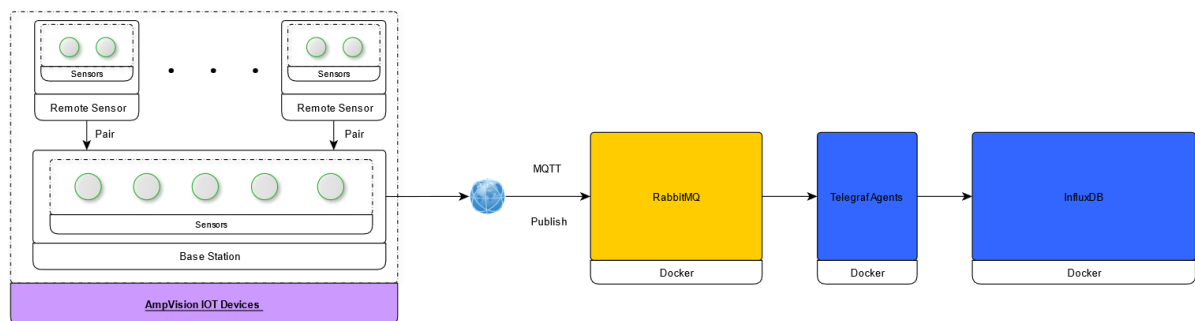 Sensors
Sensors
Remote Sensor
Remote Sensor
Pair
Pair
Sensors
Base Station
AmpVision IOT Devices
MQTT
Publish
RabbitMQ
Docker
Telegraf Agents
Docker
InfluxDB
Docker